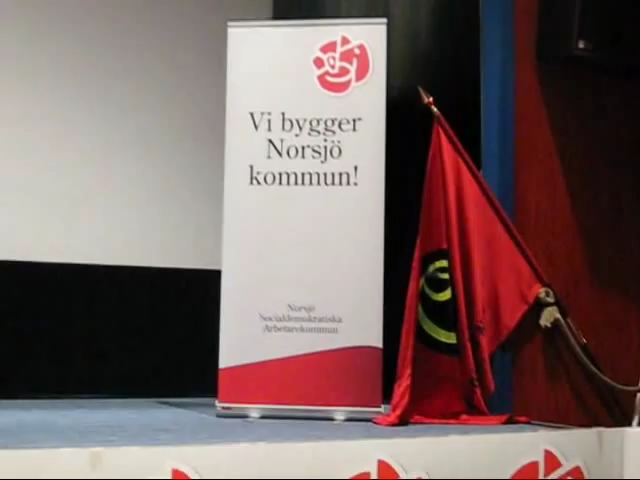 Vi bygger
Norsjö
kommun!
Norsjö
Socialdemokratiska
Arbetarekommun